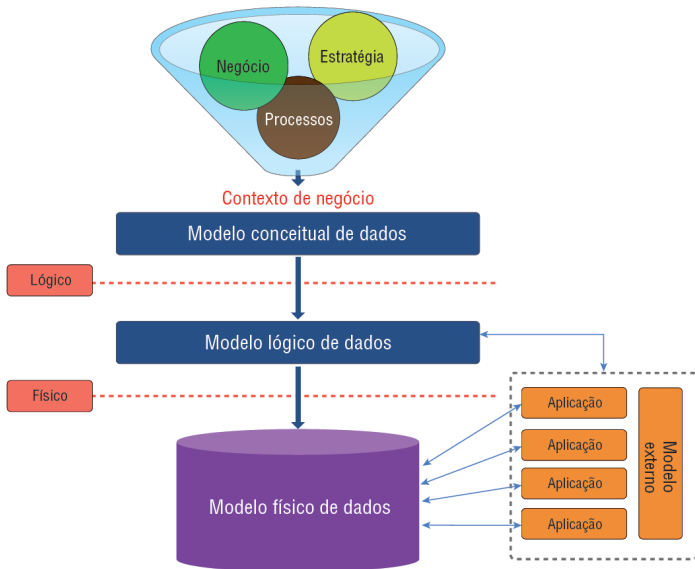 Negócio
Estratégia
Processos
Contexto de negócio
Modelo conceitual de dados
Lógico
Modelo lógico de dados
Físico
Aplicação
Aplicação
Aplicação
Aplicação
Modelo
externo
Modelo físico de dados